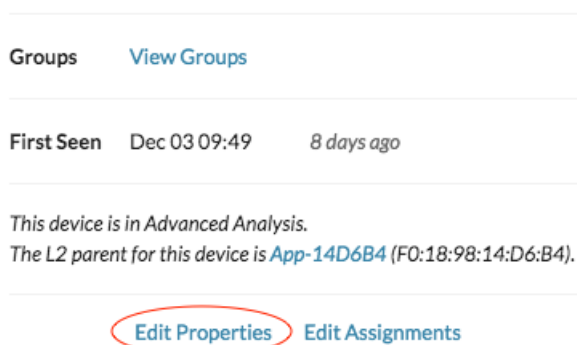 Groups View Groups
First Seen Dec 03 09:49 8 days ago
This device is in Advanced Analysis.
The L2 parent for this device is App-14D6B4 (F0:18:98:14:D6:B4).
Edit Properties Edit Assignments